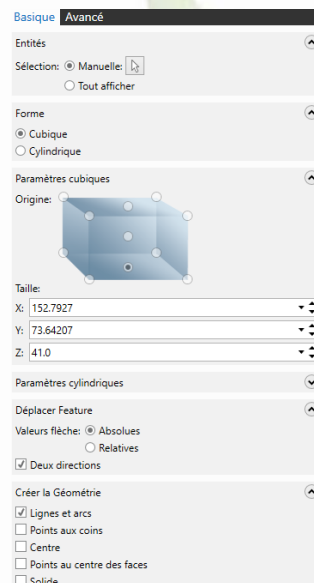 Basique Avancé
Entités
Sélection: Manuelle:
Tout afficher
Forme
Cubique
Cylindrique
Paramètres cubiques
Origine:
Taille:
X: 152.7927
Y: 73.64207
Z: 41.0
Paramètres cylindriques
Déplacer Feature
Valeurs flèche: Absolues
Relatives
Deux directions
Créer la Géométrie
Lignes et arcs
Points aux coins
Centre
Points au centre des faces
Solide